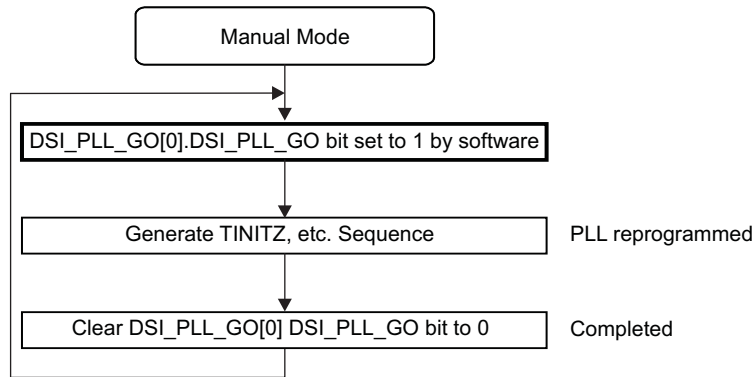 Manual Mode
DSI_PLL_GO[0].DSI_PLL_GO bit set to 1 by software
Generate TINITZ, etc. Sequence
PLL reprogrammed
Clear DSI_PLL_GO[0] DSI_PLL_GO bit to 0
Completed